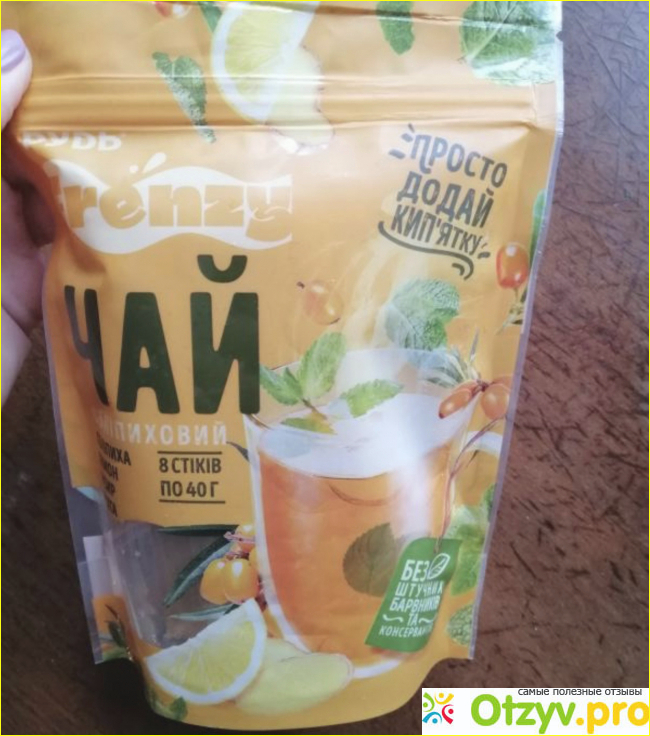 frenzy
ПРОСТО
ДОДАЙ
КИП'ЯТКУ
ЧАЙ
8 СТІКІВ
ПО 40 Г
БЕЗ
ШТУЧНИХ
БАРВНИКІВ
ТА
самые полезные отзывы
Otzyv.pro